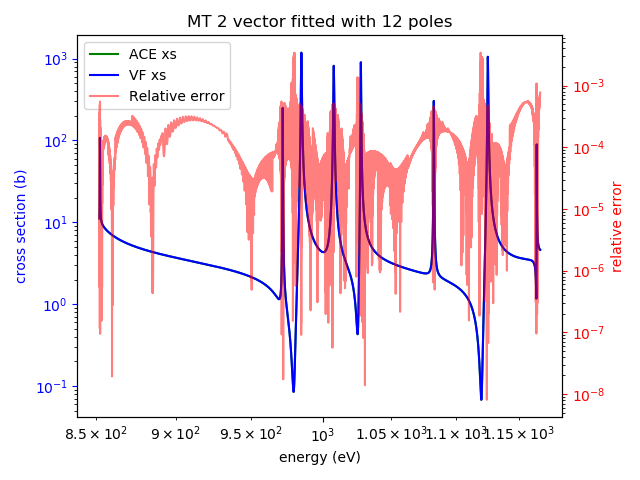 MT 2 vector fitted with 12 poles
ACE xs
VF xs
Relative error
cross section (b)
10³
10²
10¹
10⁰
10⁻¹
relative error
10⁻³
10⁻⁴
10⁻⁵
10⁻⁶
10⁻⁷
10⁻⁸
8.5 × 10² 9 × 10² 9.5 × 10² 10³ 1.05 × 10³ 1.1 × 10³ 1.15 × 10³
energy (eV)